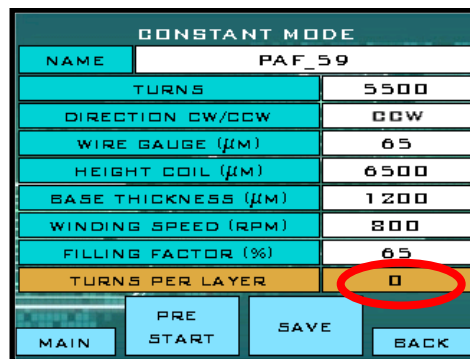 CONSTANT MODE
NAME PAF_59
TURNS 5500
DIRECTION CW/CCW CCW
WIRE GAUGE (µM) 65
HEIGHT COIL (µM) 6500
BASE THICKNESS (µM) 1200
WINDING SPEED (RPM) 800
FILLING FACTOR (%) 65
TURNS PER LAYER 0
MAIN
PRE
START
SAVE
BACK